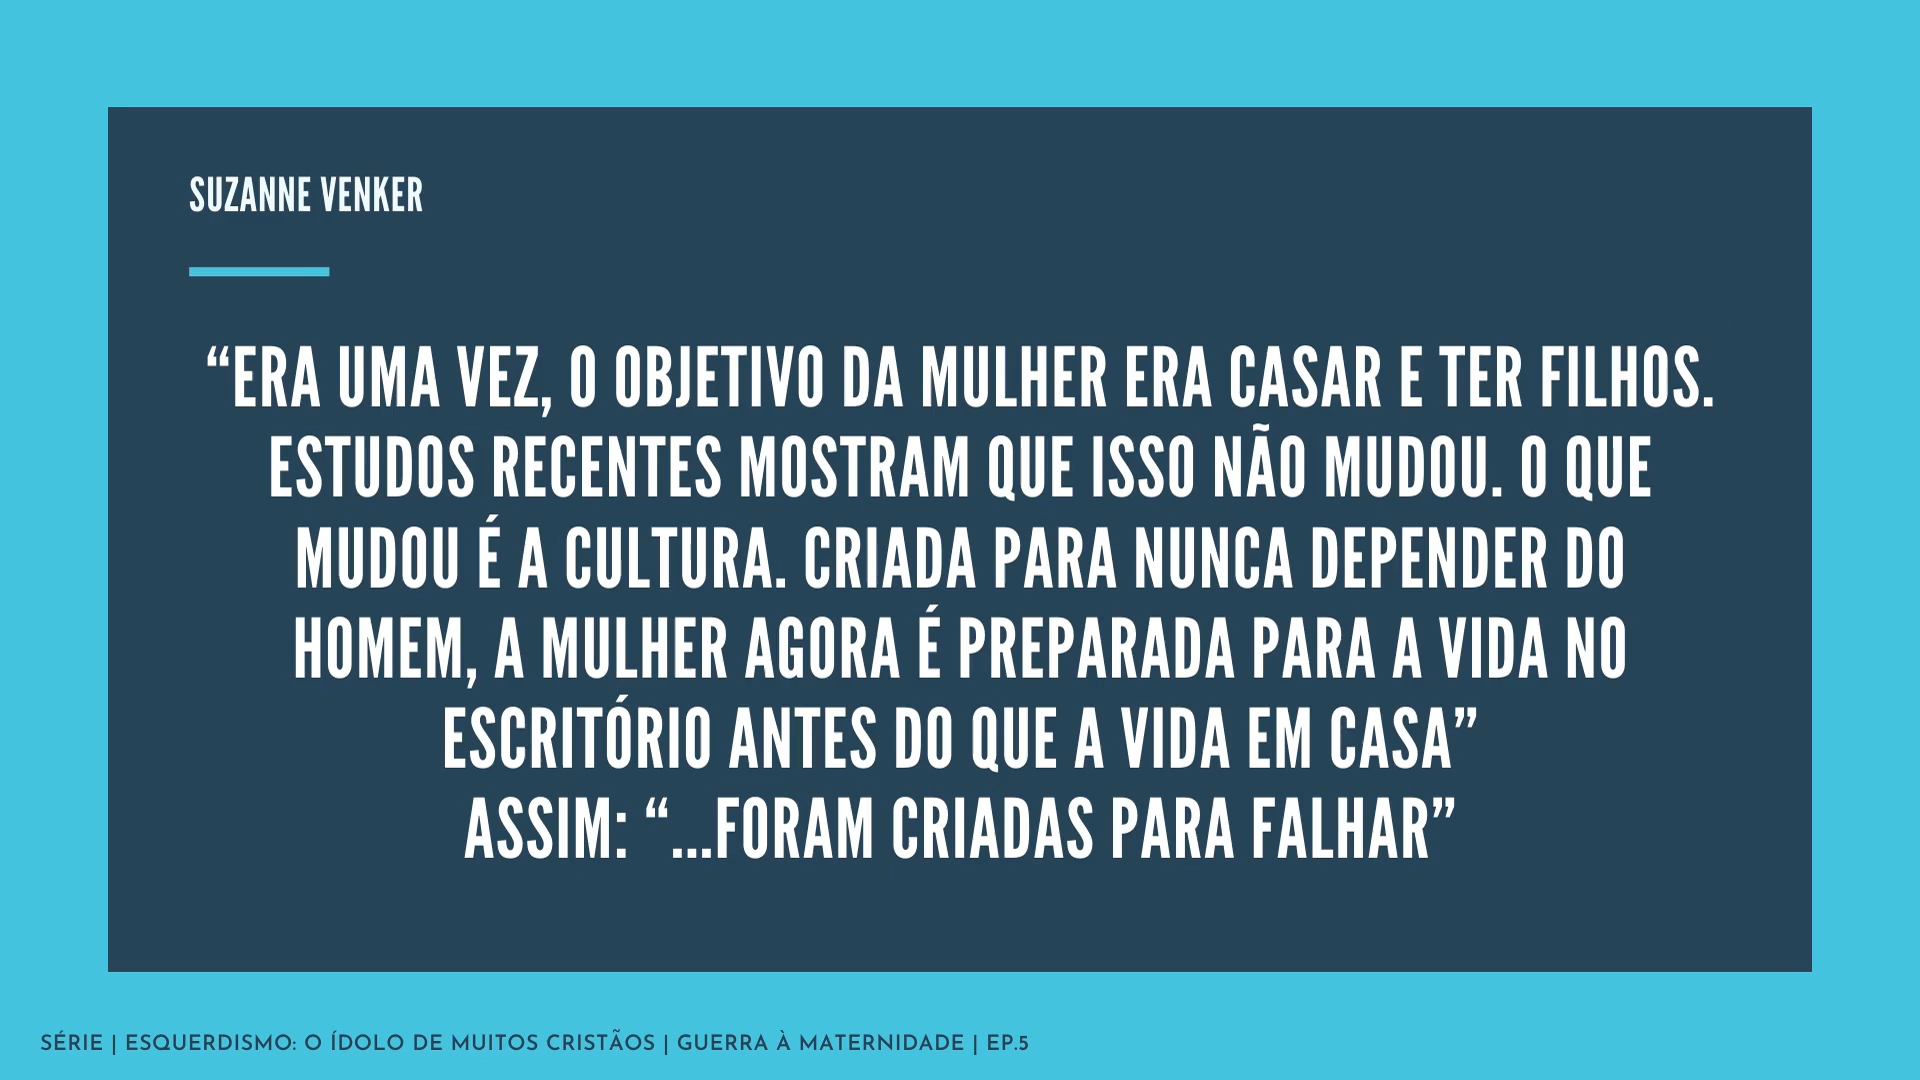 SUZANNE VENKER
“ERA UMA VEZ, O OBJETIVO DA MULHER ERA CASAR E TER FILHOS.
ESTUDOS RECENTES MOSTRAM QUE ISSO NÃO MUDOU. O QUE
MUDOU É A CULTURA. CRIADA PARA NUNCA DEPENDER DO
HOMEM, A MULHER AGORA É PREPARADA PARA A VIDA NO
ESCRITÓRIO ANTES DO QUE A VIDA EM CASA”
ASSIM: “...FORAM CRIADAS PARA FALHAR”
SÉRIE | ESQUERDISMO: O ÍDOLO DE MUITOS CRISTÃOS | GUERRA À MATERNIDADE | EP.5